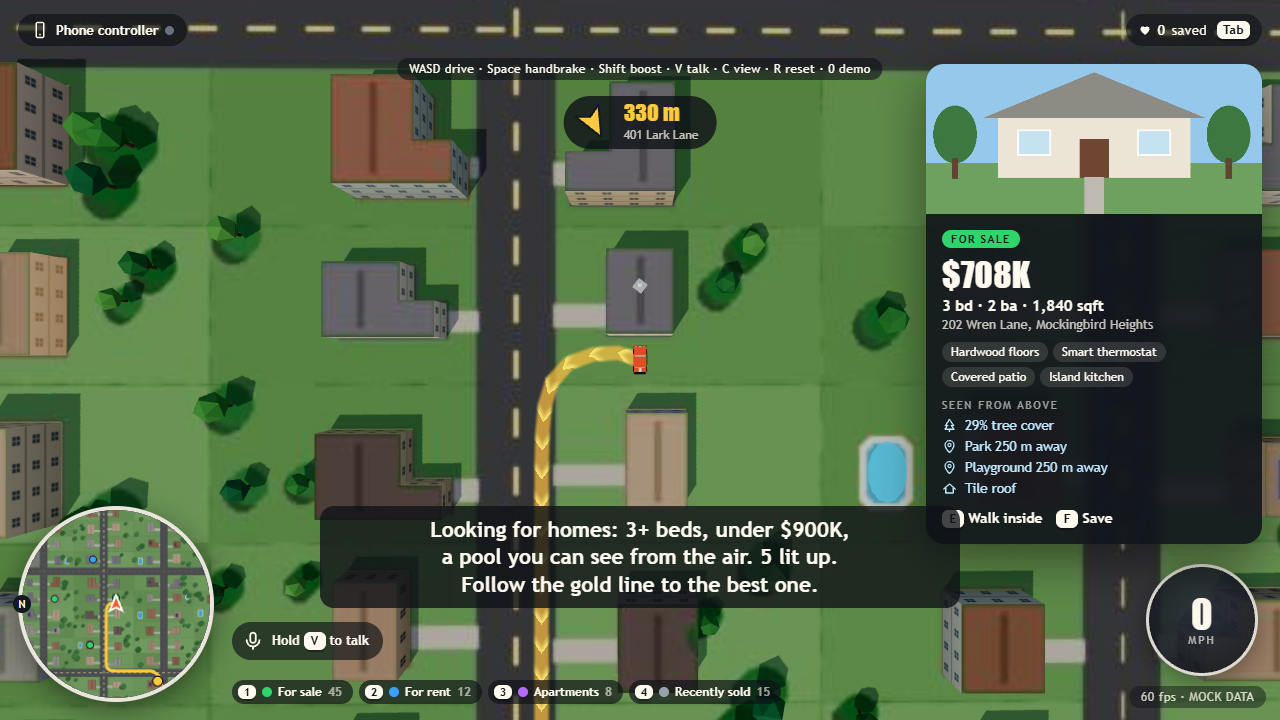 Phone controller
0 saved Tab
WASD drive · Space handbrake · Shift boost · V talk · C view · R reset · 0 demo
330 m
401 Lark Lane
FOR SALE
$708K
3 bd · 2 ba · 1,840 sqft
202 Wren Lane, Mockingbird Heights
Hardwood floors Smart thermostat
Covered patio Island kitchen
SEEN FROM ABOVE
29% tree cover
Park 250 m away
Playground 250 m away
Tile roof
E Walk inside F Save
Looking for homes: 3+ beds, under $900K,
a pool you can see from the air. 5 lit up.
Follow the gold line to the best one.
N
Hold V to talk
0
MPH
1 For sale 45 2 For rent 12 3 Apartments 8 4 Recently sold 15
60 fps · MOCK DATA